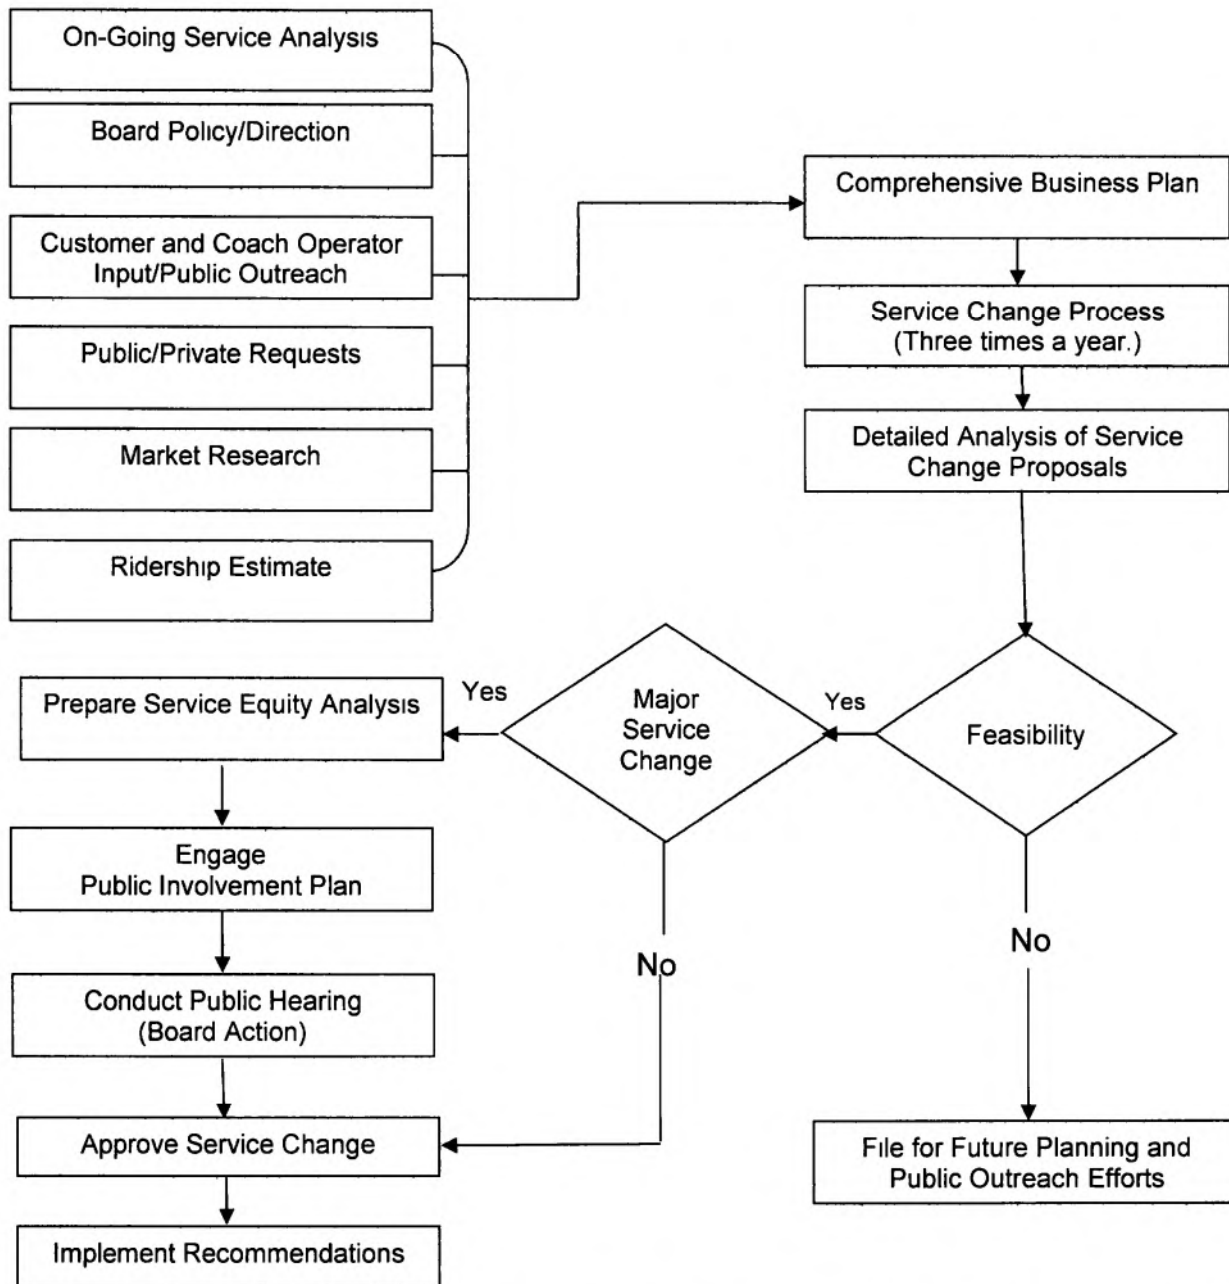 On-Going Service Analysis
Board Policy/Direction
Customer and Coach Operator
Input/Public Outreach
Public/Private Requests
Market Research
Ridership Estimate
Comprehensive Business Plan
Service Change Process
(Three times a year.)
Detailed Analysis of Service
Change Proposals
Feasibility
Yes
No
Major
Service
Change
Yes
No
Prepare Service Equity Analysis
Engage
Public Involvement Plan
Conduct Public Hearing
(Board Action)
Approve Service Change
Implement Recommendations
File for Future Planning and
Public Outreach Efforts